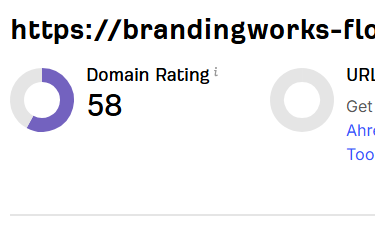 https://brandingworks-flo
Domain Rating i
58
URL
Get
Ahre
Too